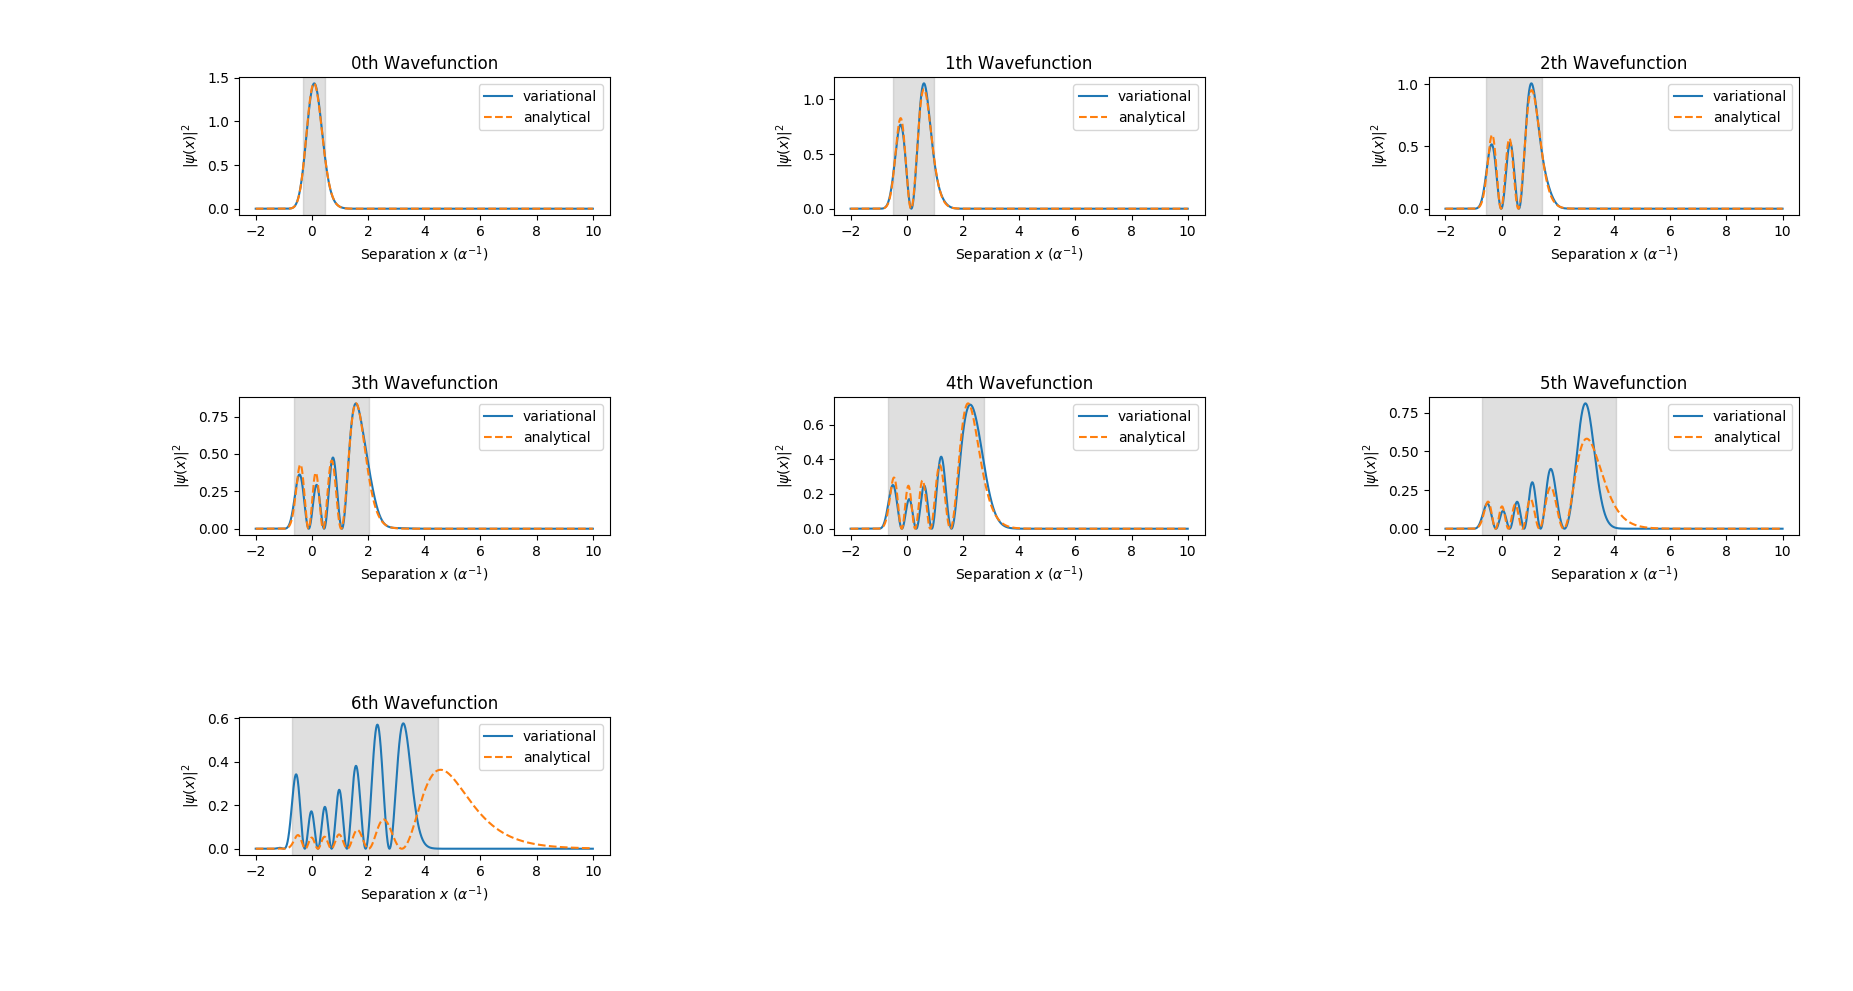 0th Wavefunction
1.5
1.0
0.5
0.0
|ψ(x)|²
variational
analytical
−2 0 2 4 6 8 10
Separation x (α⁻¹)
1th Wavefunction
1.0
0.5
0.0
|ψ(x)|²
variational
analytical
−2 0 2 4 6 8 10
Separation x (α⁻¹)
2th Wavefunction
1.0
0.5
0.0
|ψ(x)|²
variational
analytical
−2 0 2 4 6 8 10
Separation x (α⁻¹)
3th Wavefunction
0.75
0.50
0.25
0.00
|ψ(x)|²
variational
analytical
−2 0 2 4 6 8 10
Separation x (α⁻¹)
4th Wavefunction
0.6
0.4
0.2
0.0
|ψ(x)|²
variational
analytical
−2 0 2 4 6 8 10
Separation x (α⁻¹)
5th Wavefunction
0.75
0.50
0.25
0.00
|ψ(x)|²
variational
analytical
−2 0 2 4 6 8 10
Separation x (α⁻¹)
6th Wavefunction
0.6
0.4
0.2
0.0
|ψ(x)|²
variational
analytical
−2 0 2 4 6 8 10
Separation x (α⁻¹)